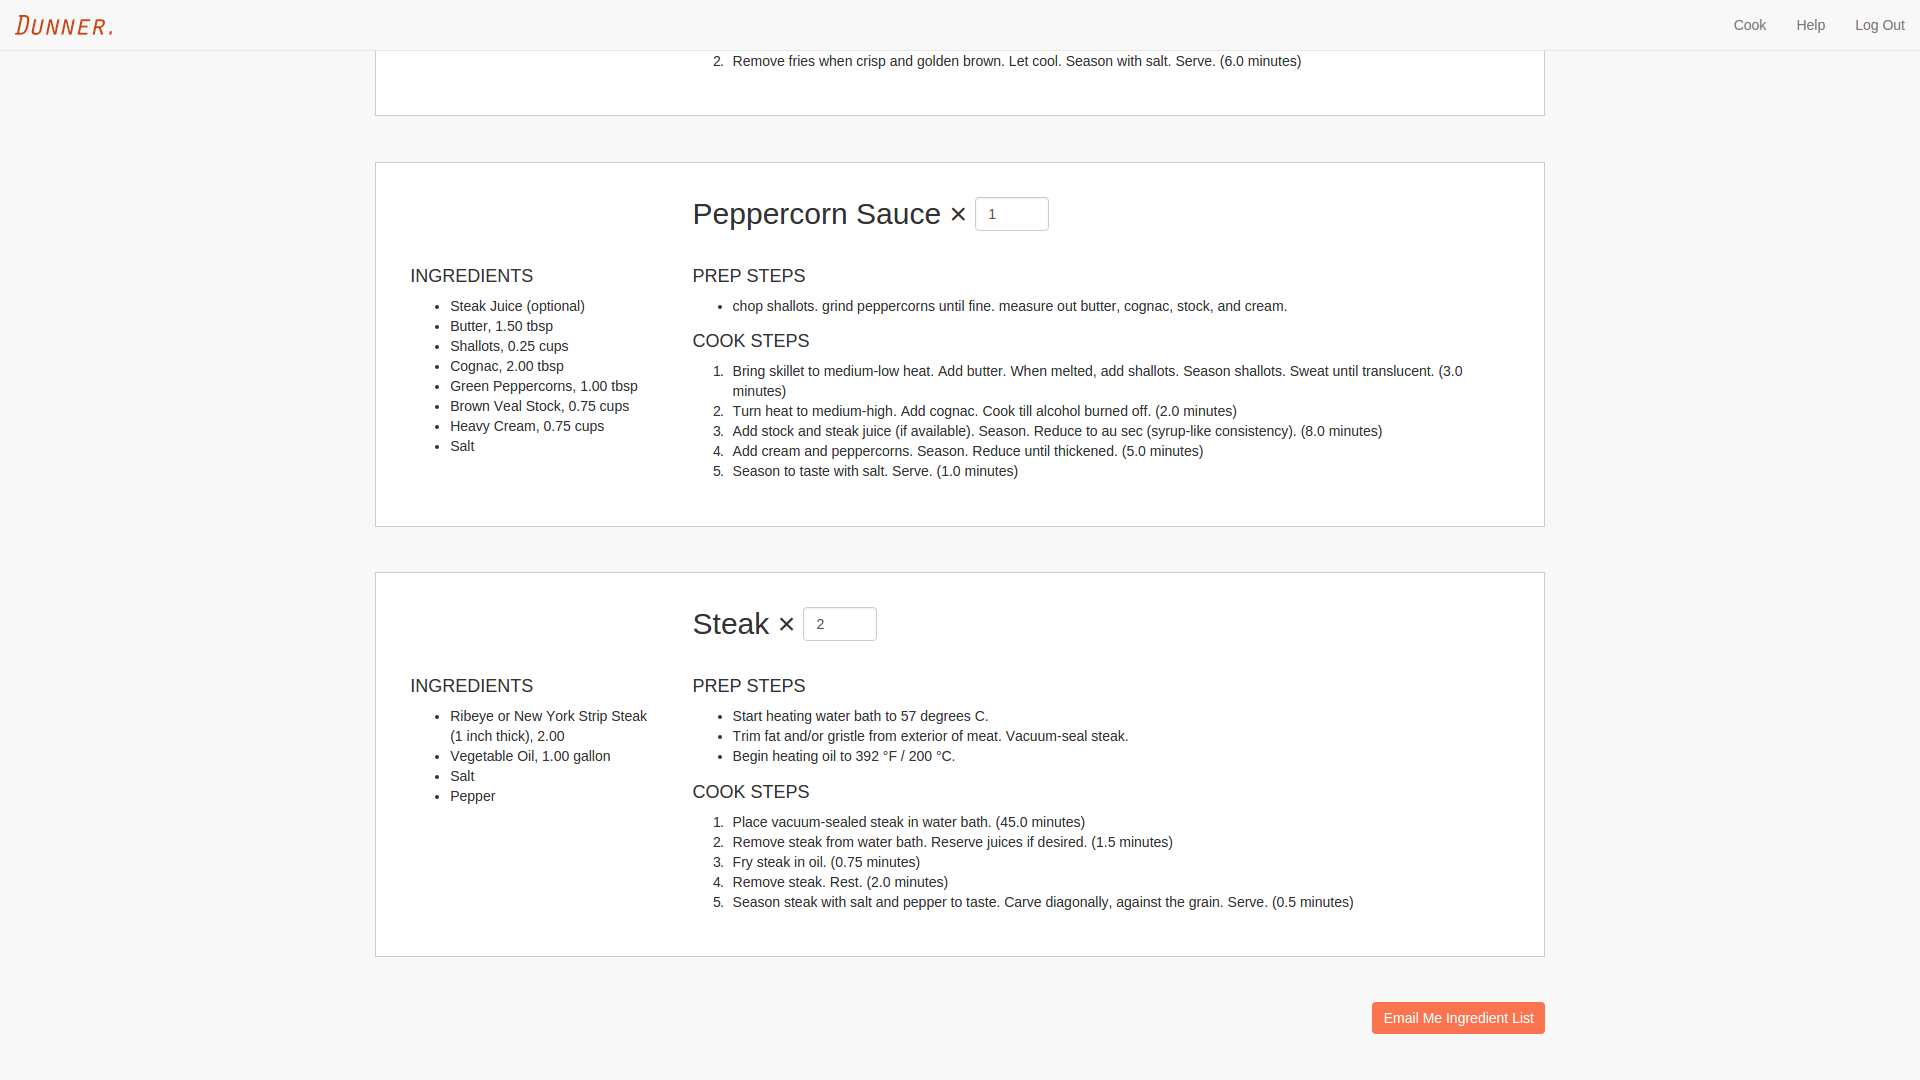 DUNNER.
Cook
Help
Log Out
2. Remove fries when crisp and golden brown. Let cool. Season with salt. Serve. (6.0 minutes)
Peppercorn Sauce × 1
INGREDIENTS
• Steak Juice (optional)
• Butter, 1.50 tbsp
• Shallots, 0.25 cups
• Cognac, 2.00 tbsp
• Green Peppercorns, 1.00 tbsp
• Brown Veal Stock, 0.75 cups
• Heavy Cream, 0.75 cups
• Salt
PREP STEPS
• chop shallots. grind peppercorns until fine. measure out butter, cognac, stock, and cream.
COOK STEPS
1. Bring skillet to medium-low heat. Add butter. When melted, add shallots. Season shallots. Sweat until translucent. (3.0
minutes)
2. Turn heat to medium-high. Add cognac. Cook till alcohol burned off. (2.0 minutes)
3. Add stock and steak juice (if available). Season. Reduce to au sec (syrup-like consistency). (8.0 minutes)
4. Add cream and peppercorns. Season. Reduce until thickened. (5.0 minutes)
5. Season to taste with salt. Serve. (1.0 minutes)
Steak × 2
INGREDIENTS
• Ribeye or New York Strip Steak
(1 inch thick), 2.00
• Vegetable Oil, 1.00 gallon
• Salt
• Pepper
PREP STEPS
• Start heating water bath to 57 degrees C.
• Trim fat and/or gristle from exterior of meat. Vacuum-seal steak.
• Begin heating oil to 392 °F / 200 °C.
COOK STEPS
1. Place vacuum-sealed steak in water bath. (45.0 minutes)
2. Remove steak from water bath. Reserve juices if desired. (1.5 minutes)
3. Fry steak in oil. (0.75 minutes)
4. Remove steak. Rest. (2.0 minutes)
5. Season steak with salt and pepper to taste. Carve diagonally, against the grain. Serve. (0.5 minutes)
Email Me Ingredient List